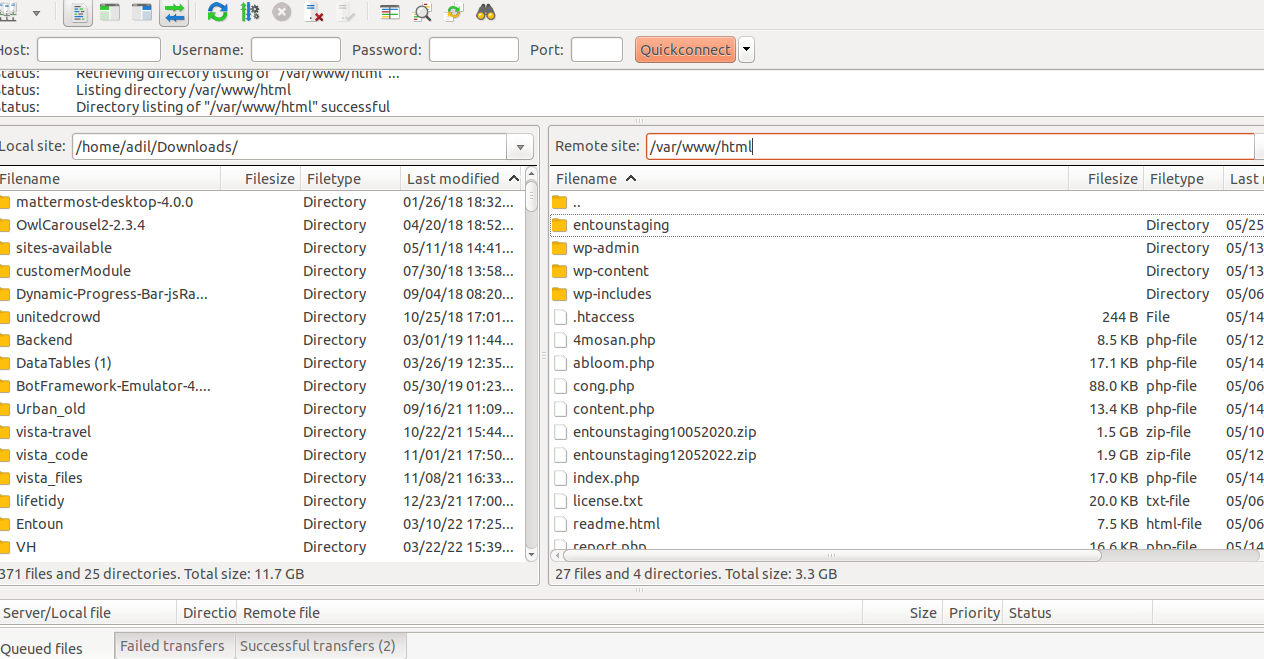 Host: Username: Password: Port: Quickconnect
Status: Retrieving directory listing of "/var/www/html"...
Status: Listing directory /var/www/html
Status: Directory listing of "/var/www/html" successful
Local site: /home/adil/Downloads/
Remote site: /var/www/html
Filename Filesize Filetype Last modified
mattermost-desktop-4.0.0 Directory 01/26/18 18:32...
OwlCarousel2-2.3.4 Directory 04/20/18 18:52...
sites-available Directory 05/11/18 14:41...
customerModule Directory 07/30/18 13:58...
Dynamic-Progress-Bar-jsRa... Directory 09/04/18 08:20...
unitedcrowd Directory 10/25/18 17:01...
Backend Directory 03/01/19 11:44...
DataTables (1) Directory 03/26/19 12:35...
BotFramework-Emulator-4.... Directory 05/30/19 01:23...
Urban_old Directory 09/16/21 11:09...
vista-travel Directory 10/22/21 15:44...
vista_code Directory 11/01/21 17:50...
vista_files Directory 11/08/21 16:33...
lifetidy Directory 12/23/21 17:00...
Entoun Directory 03/10/22 17:25...
VH Directory 03/22/22 15:39...
371 files and 25 directories. Total size: 11.7 GB
Filename Filesize Filetype Last
..
entounstaging Directory 05/25
wp-admin Directory 05/13
wp-content Directory 05/13
wp-includes Directory 05/06
.htaccess 244 B File 05/14
4mosan.php 8.5 KB php-file 05/12
abloom.php 17.1 KB php-file 05/14
cong.php 88.0 KB php-file 05/06
content.php 13.4 KB php-file 05/14
entounstaging10052020.zip 1.5 GB zip-file 05/10
entounstaging12052022.zip 1.9 GB zip-file 05/12
index.php 17.0 KB php-file 05/14
license.txt 20.0 KB txt-file 05/06
readme.html 7.5 KB html-file 05/06
report.php 16.6 KB php-file 05/14
27 files and 4 directories. Total size: 3.3 GB
Server/Local file Directio Remote file Size Priority Status
Queued files Failed transfers Successful transfers (2)